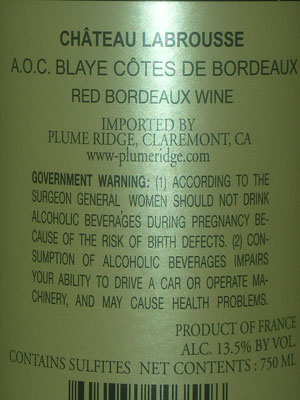 CHÂTEAU LABROUSSE
A.O.C. BLAYE CÔTES DE BORDEAUX
RED BORDEAUX WINE
IMPORTED BY
PLUME RIDGE, CLAREMONT, CA
www-plumeridge.com
GOVERNMENT WARNING: (1) ACCORDING TO THE
SURGEON GENERAL WOMEN SHOULD NOT DRINK
ALCOHOLIC BEVERAGES DURING PREGNANCY BE-
CAUSE OF THE RISK OF BIRTH DEFECTS. (2) CON-
SUMPTION OF ALCOHOLIC BEVERAGES IMPAIRS
YOUR ABILITY TO DRIVE A CAR OR OPERATE MA-
CHINERY, AND MAY CAUSE HEALTH PROBLEMS.
PRODUCT OF FRANCE
ALC. 13.5% BY VOL.
CONTAINS SULFITES NET CONTENTS : 750 ML